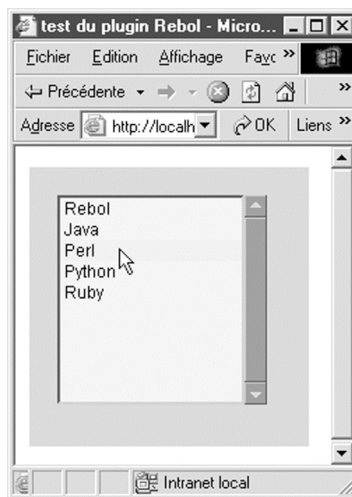 test du plugin Rebol - Micro...
Fichier Edition Affichage Favc »
Précédente »
Adresse http://localh OK Liens »
Rebol
Java
Perl
Python
Ruby
Intranet local